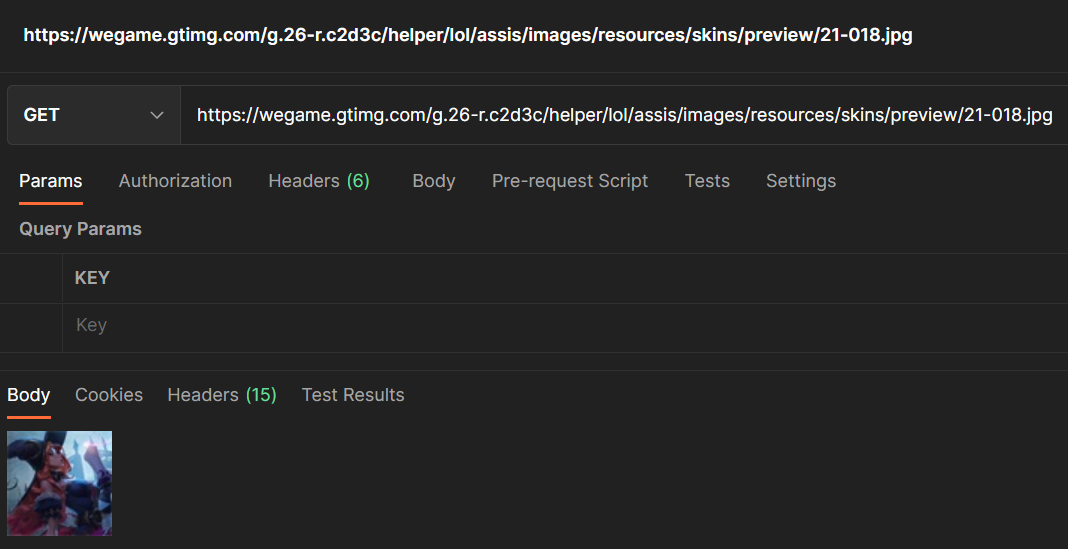 https://wegame.gtimg.com/g.26-r.c2d3c/helper/lol/assis/images/resources/skins/preview/21-018.jpg
GET https://wegame.gtimg.com/g.26-r.c2d3c/helper/lol/assis/images/resources/skins/preview/21-018.jpg
Params Authorization Headers (6) Body Pre-request Script Tests Settings
Query Params
KEY
Key
Body Cookies Headers (15) Test Results